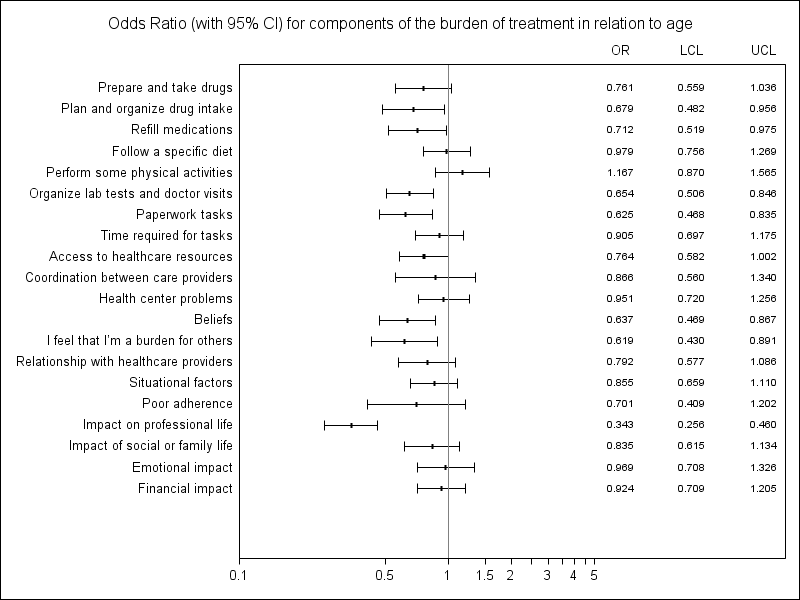 Odds Ratio (with 95% CI) for components of the burden of treatment in relation to age
OR LCL UCL
Prepare and take drugs 0.761 0.559 1.036
Plan and organize drug intake 0.679 0.482 0.956
Refill medications 0.712 0.519 0.975
Follow a specific diet 0.979 0.756 1.269
Perform some physical activities 1.167 0.870 1.565
Organize lab tests and doctor visits 0.654 0.506 0.846
Paperwork tasks 0.625 0.468 0.835
Time required for tasks 0.905 0.697 1.175
Access to healthcare resources 0.764 0.582 1.002
Coordination between care providers 0.866 0.560 1.340
Health center problems 0.951 0.720 1.256
Beliefs 0.637 0.469 0.867
I feel that I'm a burden for others 0.619 0.430 0.891
Relationship with healthcare providers 0.792 0.577 1.086
Situational factors 0.855 0.659 1.110
Poor adherence 0.701 0.409 1.202
Impact on professional life 0.343 0.256 0.460
Impact of social or family life 0.835 0.615 1.134
Emotional impact 0.969 0.708 1.326
Financial impact 0.924 0.709 1.205
0.1 0.5 1 1.5 2 3 4 5